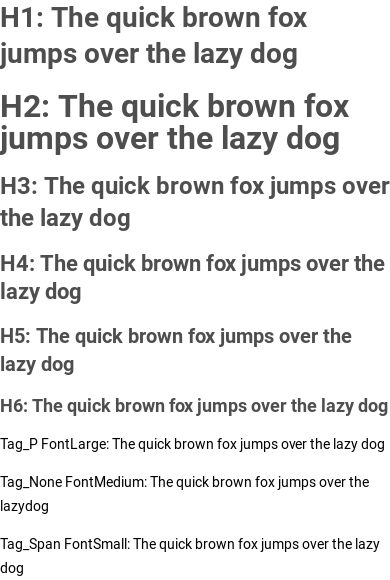 H1: The quick brown fox
jumps over the lazy dog
H2: The quick brown fox
jumps over the lazy dog
H3: The quick brown fox jumps over
the lazy dog
H4: The quick brown fox jumps over the
lazy dog
H5: The quick brown fox jumps over the
lazy dog
H6: The quick brown fox jumps over the lazy dog
Tag_P FontLarge: The quick brown fox jumps over the lazy dog
Tag_None FontMedium: The quick brown fox jumps over the
lazydog
Tag_Span FontSmall: The quick brown fox jumps over the lazy
dog